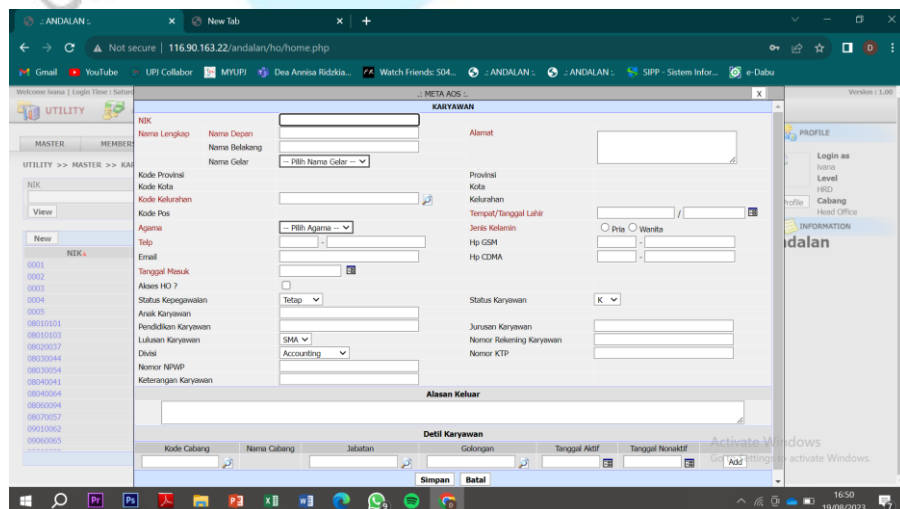 .: ANDALAN :.
New Tab
Not secure | 116.90.163.22/andalan/ho/home.php
D
Gmail YouTube UPJ Collabor MYUPJ Dea Annisa Ridzkia... Watch Friends: S04... .: ANDALAN :. .: ANDALAN :. SIPP - Sistem Infor... e-Dabu
Welcome Ivana | Login Time : Satur
.: META AOS :.
X
Version : 1.00
UTILITY
KARYAWAN
NIK
Nama Lengkap Nama Depan Alamat
Nama Belakang
Nama Gelar -- Pilih Nama Gelar --
Kode Provinsi Provinsi
Kode Kota Kota
Kode Kelurahan Kelurahan
Kode Pos Tempat/Tanggal Lahir /
Agama -- Pilih Agama -- Jenis Kelamin Pria Wanita
Telp - Hp GSM -
Email Hp CDMA -
Tanggal Masuk
Akses HO ?
Status Kepegawaian Tetap Status Karyawan K
Anak Karyawan
Pendidikan Karyawan Jurusan Karyawan
Lulusan Karyawan SMA Nomor Rekening Karyawan
Divisi Accounting Nomor KTP
Nomor NPWP
Keterangan Karyawan
Alasan Keluar
Detil Karyawan
Kode Cabang Nama Cabang Jabatan Golongan Tanggal Aktif Tanggal Nonaktif
Add
Simpan Batal
MASTER MEMBER
UTILITY >> MASTER >> KAR
NIK
View
New
NIK
0001
0002
0003
0004
0005
08010101
08010103
08020037
08030044
08030054
08040041
08040064
08060094
08070057
09010062
09060065
PROFILE
Login as
Ivana
Level
HRD
Profile Cabang
Head Office
INFORMATION
ndalan
Activate Windows
Go to Settings to activate Windows.
16:50
19/08/2023